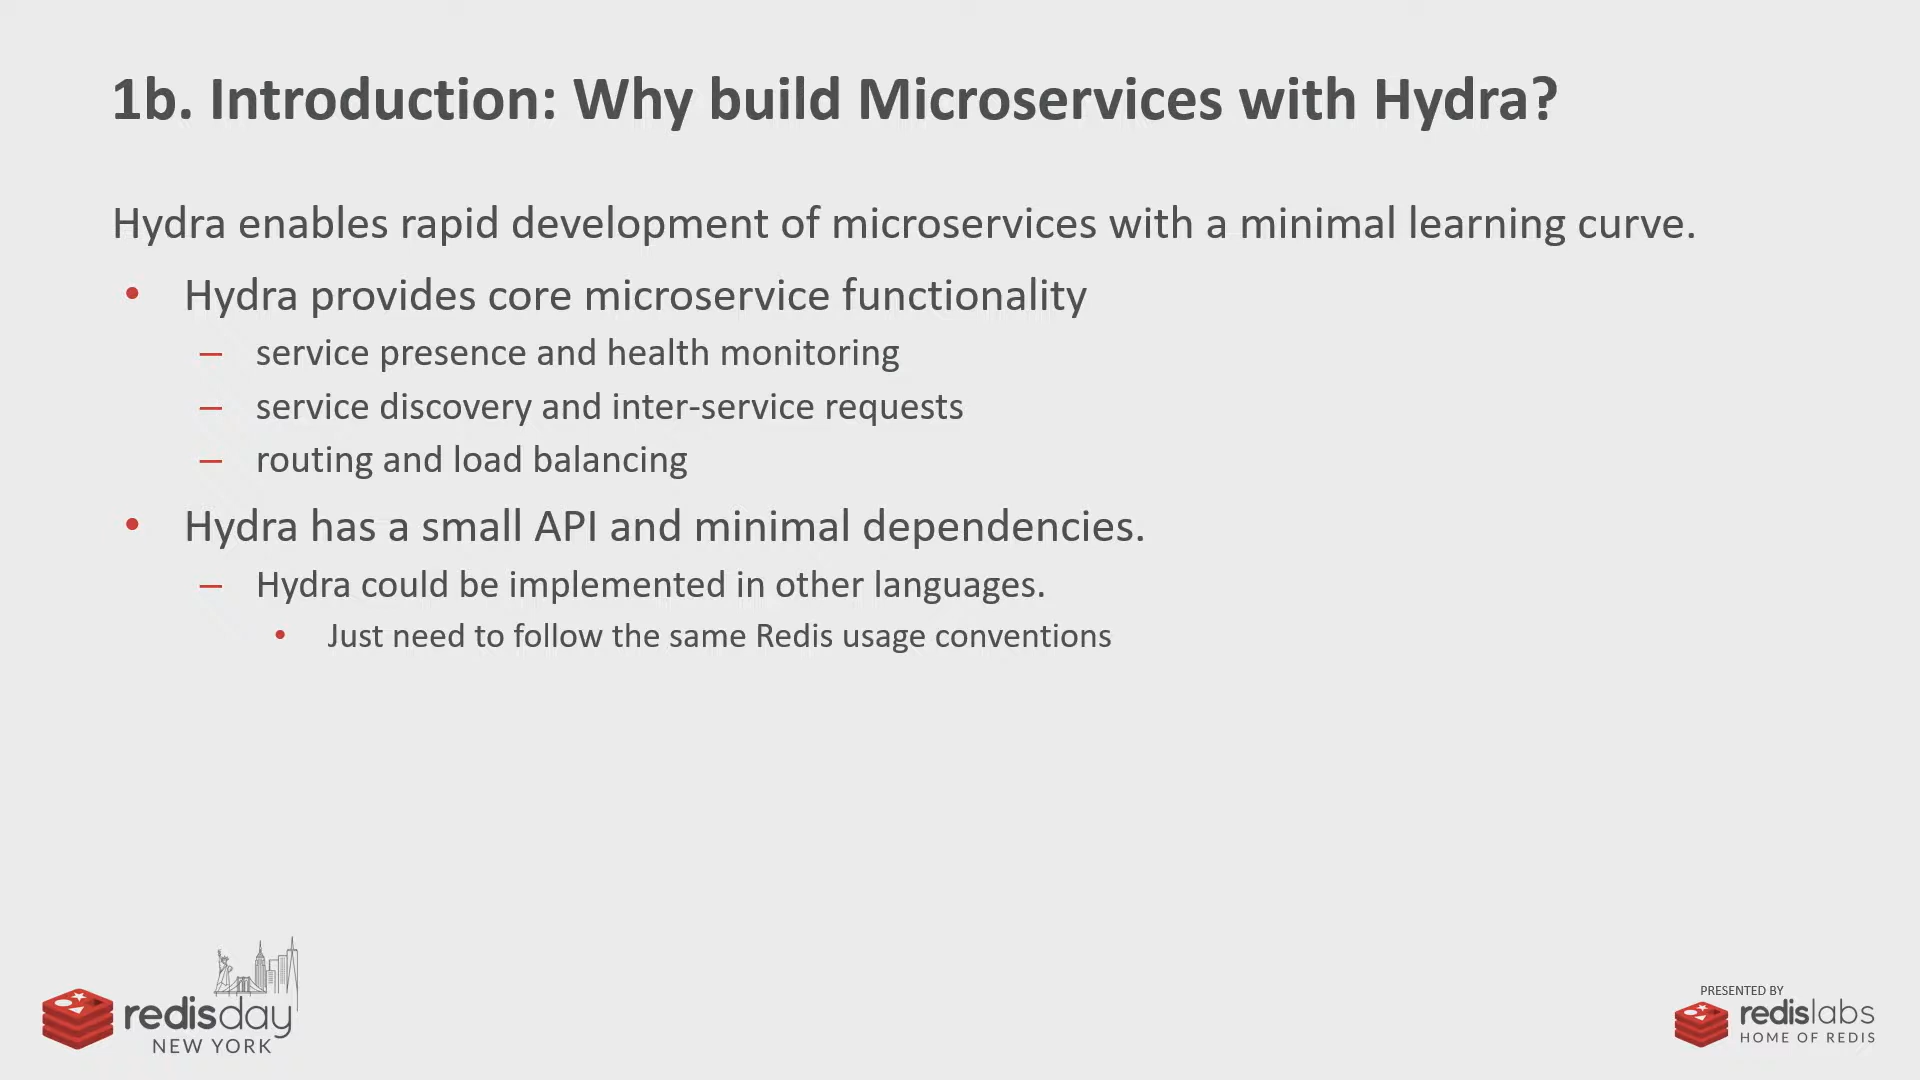 1b. Introduction: Why build Microservices with Hydra?
Hydra enables rapid development of microservices with a minimal learning curve.
• Hydra provides core microservice functionality
– service presence and health monitoring
– service discovery and inter-service requests
– routing and load balancing
• Hydra has a small API and minimal dependencies.
– Hydra could be implemented in other languages.
• Just need to follow the same Redis usage conventions
redisday
NEW YORK
PRESENTED BY
redislabs
HOME OF REDIS